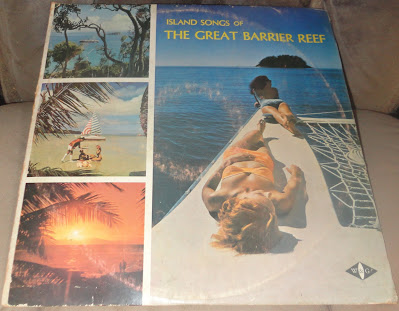 ISLAND SONGS OF
THE GREAT BARRIER REEF
W&G